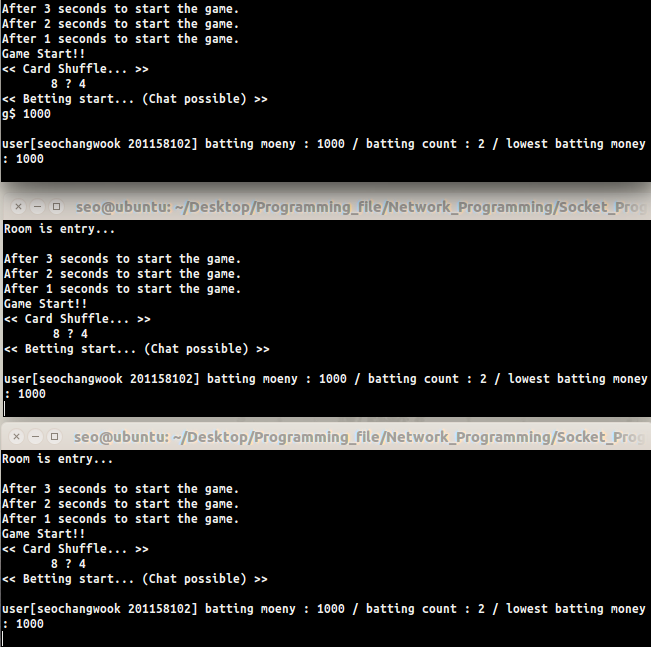 After 3 seconds to start the game.
After 2 seconds to start the game.
After 1 seconds to start the game.
Game Start!!
<< Card Shuffle... >>
8 ? 4
<< Betting start... (Chat possible) >>
g$ 1000
user[seochangwook 201158102] batting moeny : 1000 / batting count : 2 / lowest batting money
: 1000
seo@ubuntu: ~/Desktop/Programming_file/Network_Programming/Socket_Prog
Room is entry...
After 3 seconds to start the game.
After 2 seconds to start the game.
After 1 seconds to start the game.
Game Start!!
<< Card Shuffle... >>
8 ? 4
<< Betting start... (Chat possible) >>
user[seochangwook 201158102] batting moeny : 1000 / batting count : 2 / lowest batting money
: 1000
seo@ubuntu: ~/Desktop/Programming_file/Network_Programming/Socket_Prog
Room is entry...
After 3 seconds to start the game.
After 2 seconds to start the game.
After 1 seconds to start the game.
Game Start!!
<< Card Shuffle... >>
8 ? 4
<< Betting start... (Chat possible) >>
user[seochangwook 201158102] batting moeny : 1000 / batting count : 2 / lowest batting money
: 1000